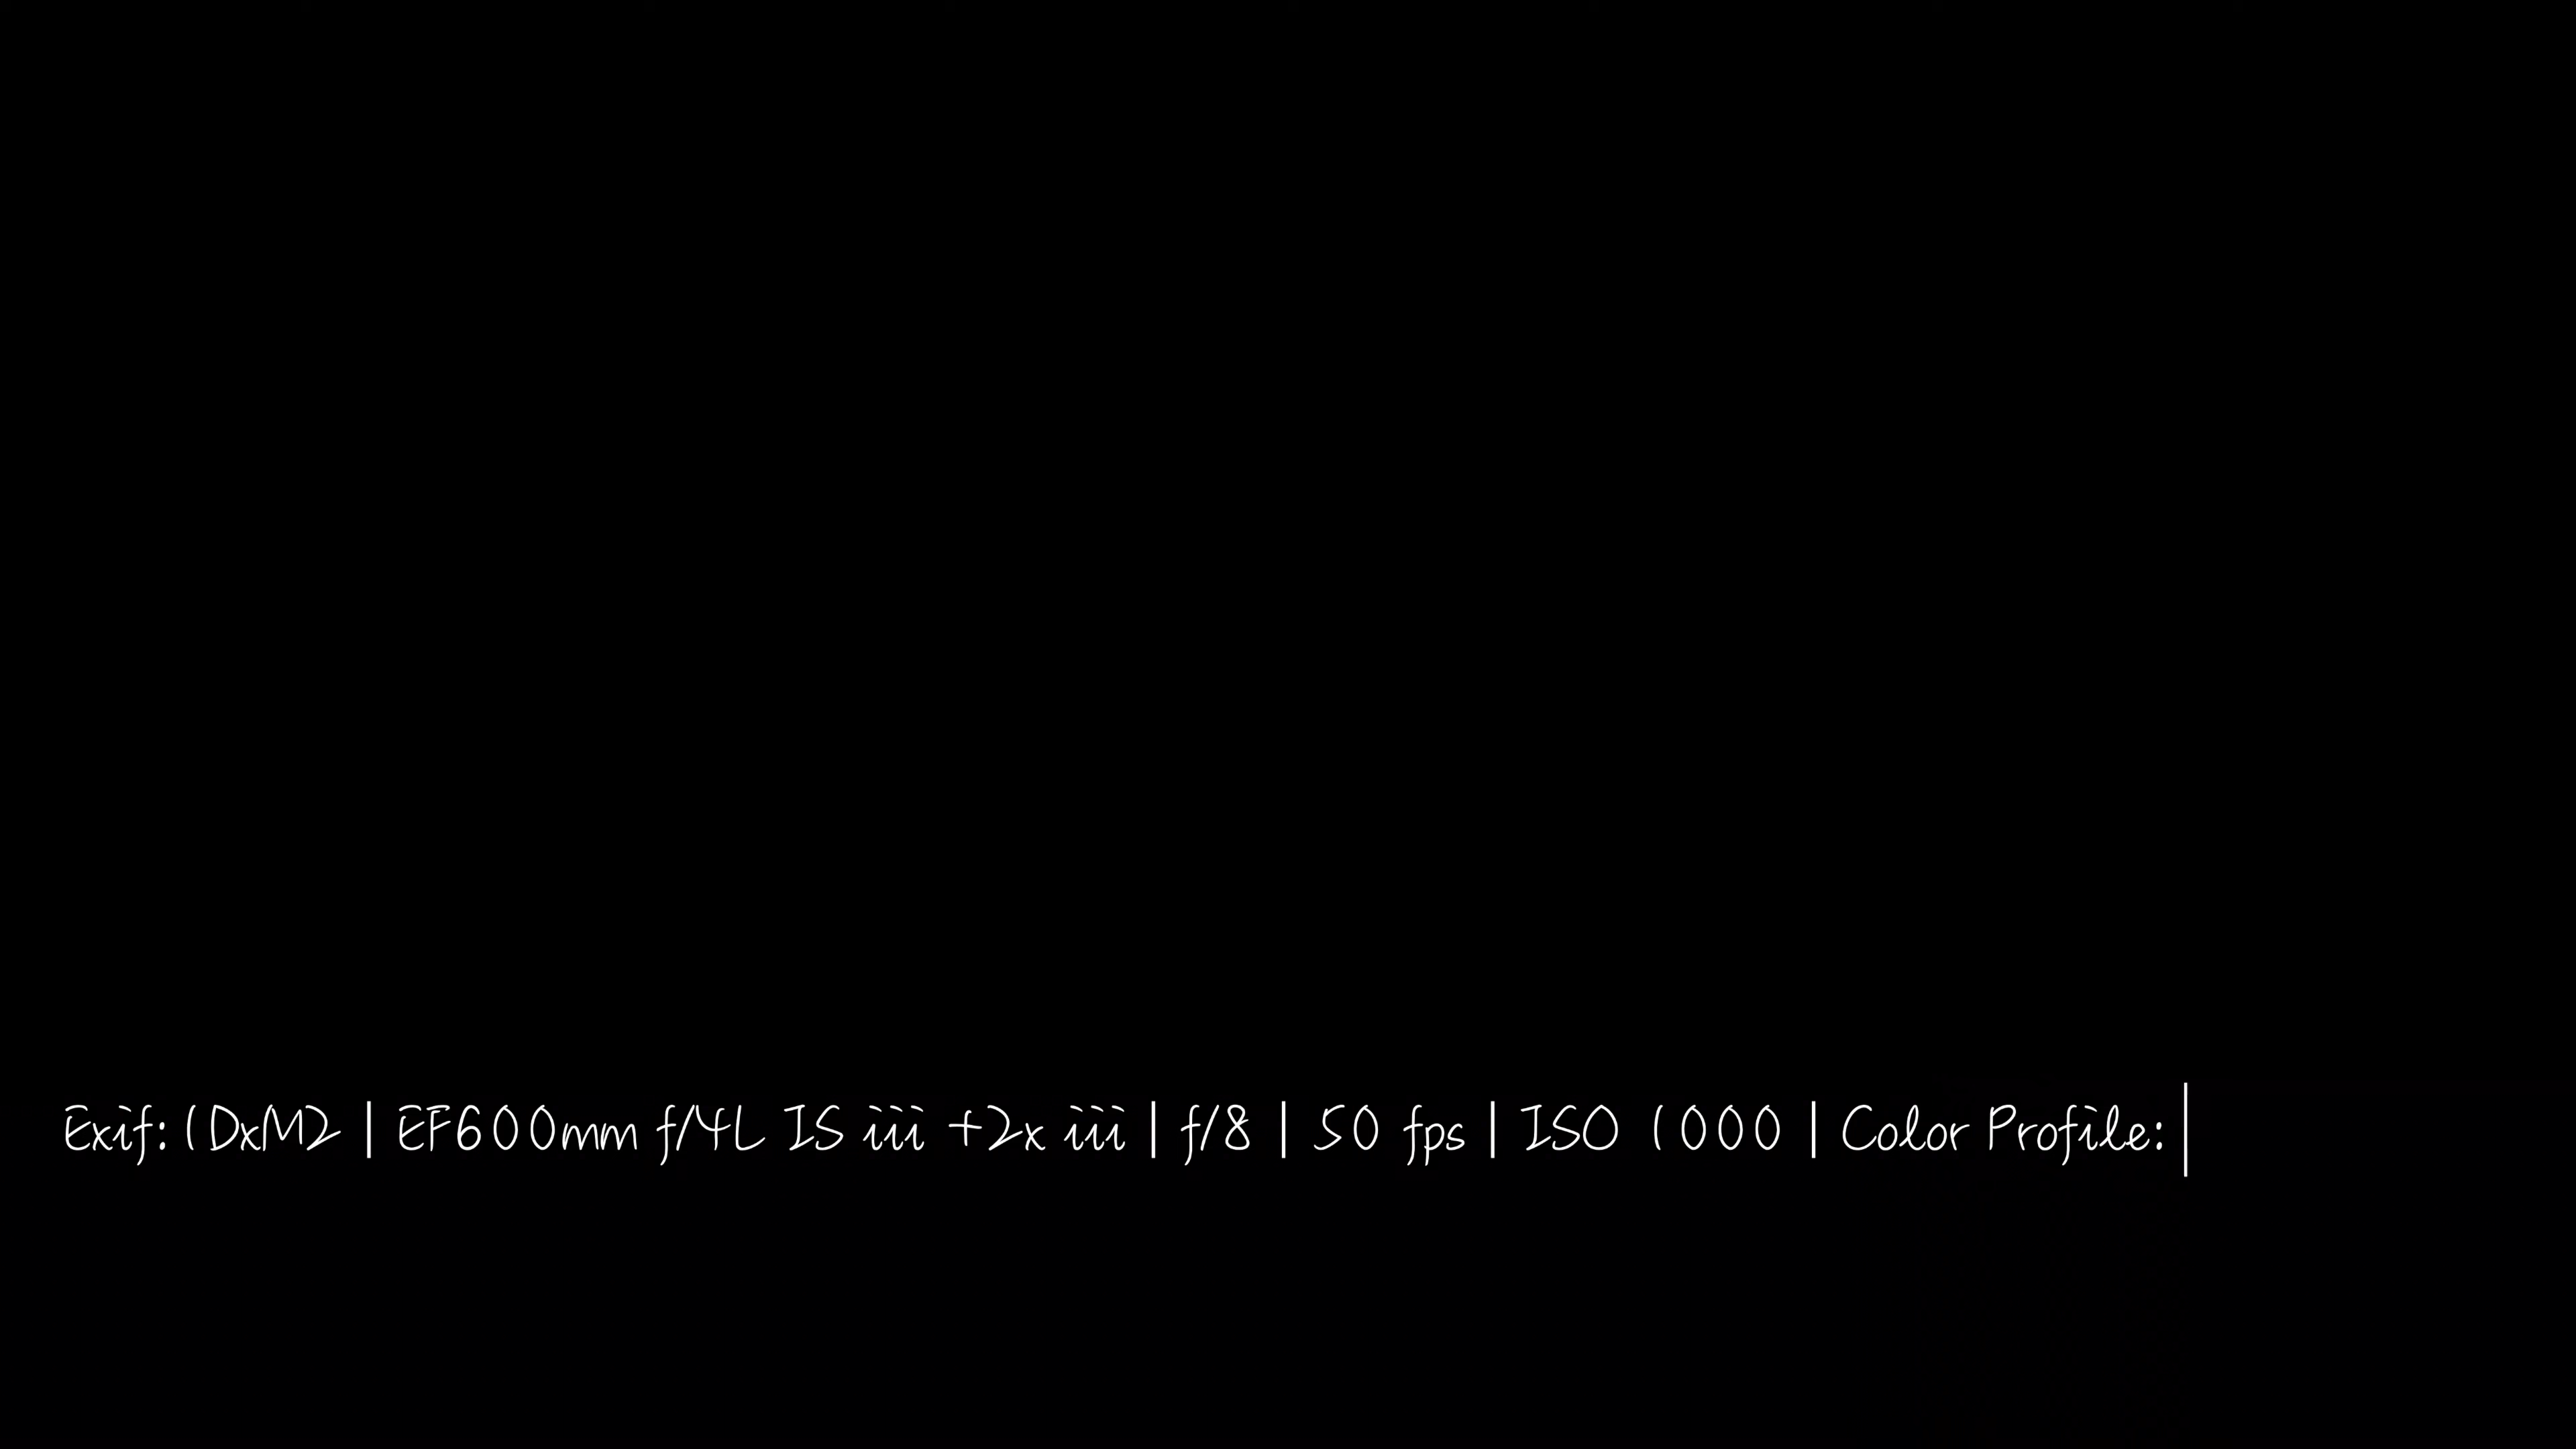 Exif: 1DxM2 | EF600mm f/4L IS iii +2x iii | f/8 | 50 fps | ISO 1000 | Color Profile: |